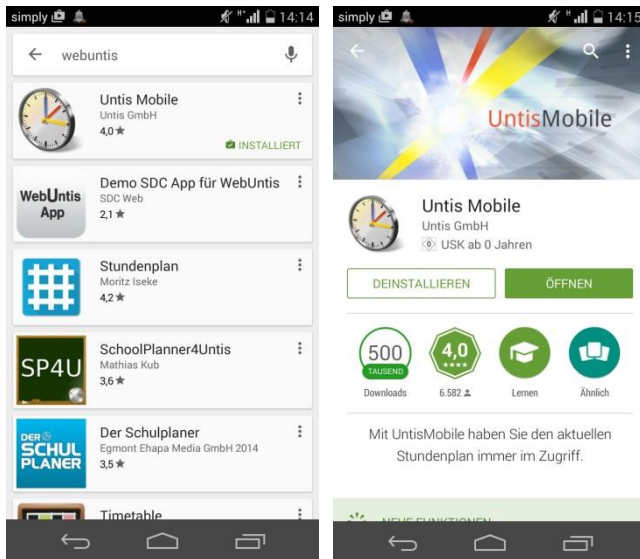 simply 14:14
webuntis
Untis Mobile
Untis GmbH
4,0★
INSTALLIERT
WebUntis
App
Demo SDC App für WebUntis
SDC Web
2,1★
Stundenplan
Moritz Iseke
4,2★
SP4U
SchoolPlanner4Untis
Mathias Kub
3,6★
DER
SCHUL
PLANER
Der Schulplaner
Egmont Ehapa Media GmbH 2014
3,5★
Timetable
simply H 14:15
UntisMobile
Untis Mobile
Untis GmbH
0 USK ab 0 Jahren
DEINSTALLIEREN
ÖFFNEN
500
TAUSEND
Downloads
4,0
★★★★
6.582
Lernen
Ähnlich
Mit UntisMobile haben Sie den aktuellen
Stundenplan immer im Zugriff.
NEUE FUNKTIONEN